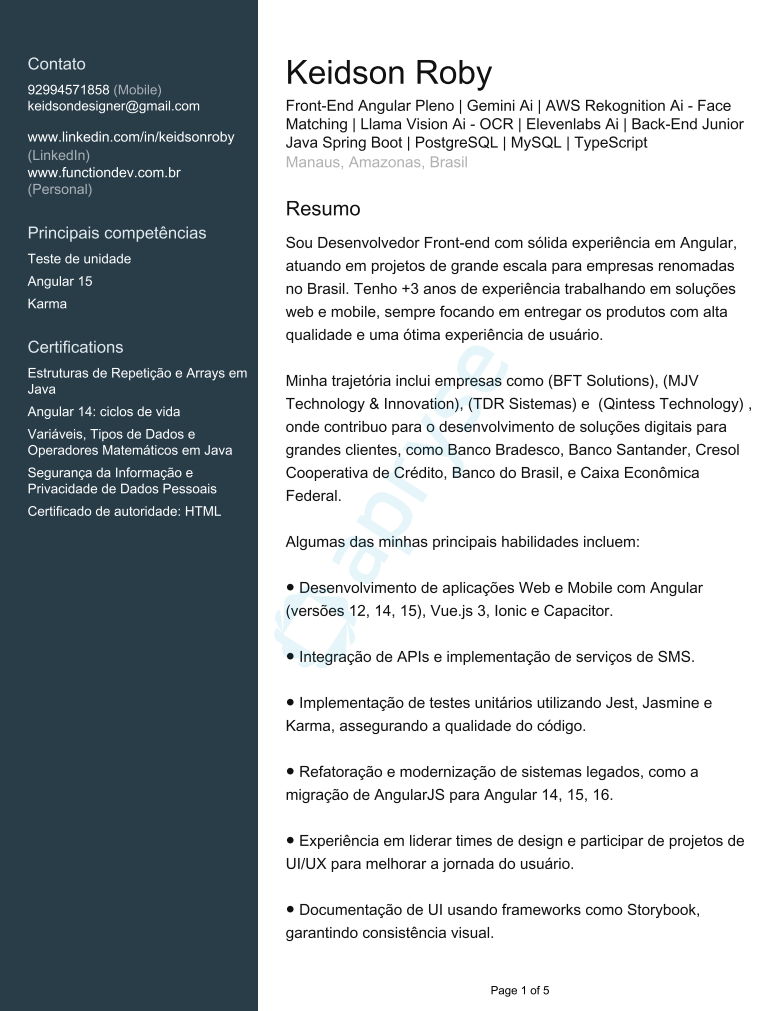 Contato
92994571858 (Mobile)
keidsondesigner@gmail.com
www.linkedin.com/in/keidsonroby
(LinkedIn)
www.functiondev.com.br
(Personal)
Principais competências
Teste de unidade
Angular 15
Karma
Certifications
Estruturas de Repetição e Arrays em
Java
Angular 14: ciclos de vida
Variáveis, Tipos de Dados e
Operadores Matemáticos em Java
Segurança da Informação e
Privacidade de Dados Pessoais
Certificado de autoridade: HTML
Keidson Roby
Front-End Angular Pleno | Gemini Ai | AWS Rekognition Ai - Face
Matching | Llama Vision Ai - OCR | Elevenlabs Ai | Back-End Junior
Java Spring Boot | PostgreSQL | MySQL | TypeScript
Manaus, Amazonas, Brasil
Resumo
Sou Desenvolvedor Front-end com sólida experiência em Angular,
atuando em projetos de grande escala para empresas renomadas
no Brasil. Tenho +3 anos de experiência trabalhando em soluções
web e mobile, sempre focando em entregar os produtos com alta
qualidade e uma ótima experiência de usuário.
Minha trajetória inclui empresas como (BFT Solutions), (MJV
Technology & Innovation), (TDR Sistemas) e  (Qintess Technology) ,
onde contribuo para o desenvolvimento de soluções digitais para
grandes clientes, como Banco Bradesco, Banco Santander, Cresol
Cooperativa de Crédito, Banco do Brasil, e Caixa Econômica
Federal.
Algumas das minhas principais habilidades incluem:
● Desenvolvimento de aplicações Web e Mobile com Angular
(versões 12, 14, 15), Vue.js 3, Ionic e Capacitor.
● Integração de APIs e implementação de serviços de SMS.
● Implementação de testes unitários utilizando Jest, Jasmine e
Karma, assegurando a qualidade do código.
● Refatoração e modernização de sistemas legados, como a
migração de AngularJS para Angular 14, 15, 16.
● Experiência em liderar times de design e participar de projetos de
UI/UX para melhorar a jornada do usuário.
● Documentação de UI usando frameworks como Storybook,
garantindo consistência visual.
apryse
Page 1 of 5